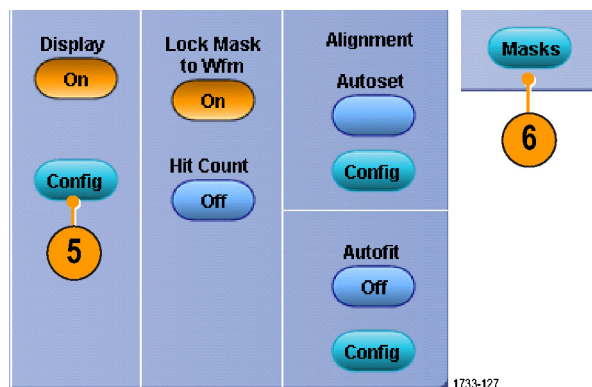 Display
On
Config
5
Lock Mask
to Wfm
On
Hit Count
Off
Alignment
Autoset
Config
Autofit
Off
Config
Masks
6
1733-127